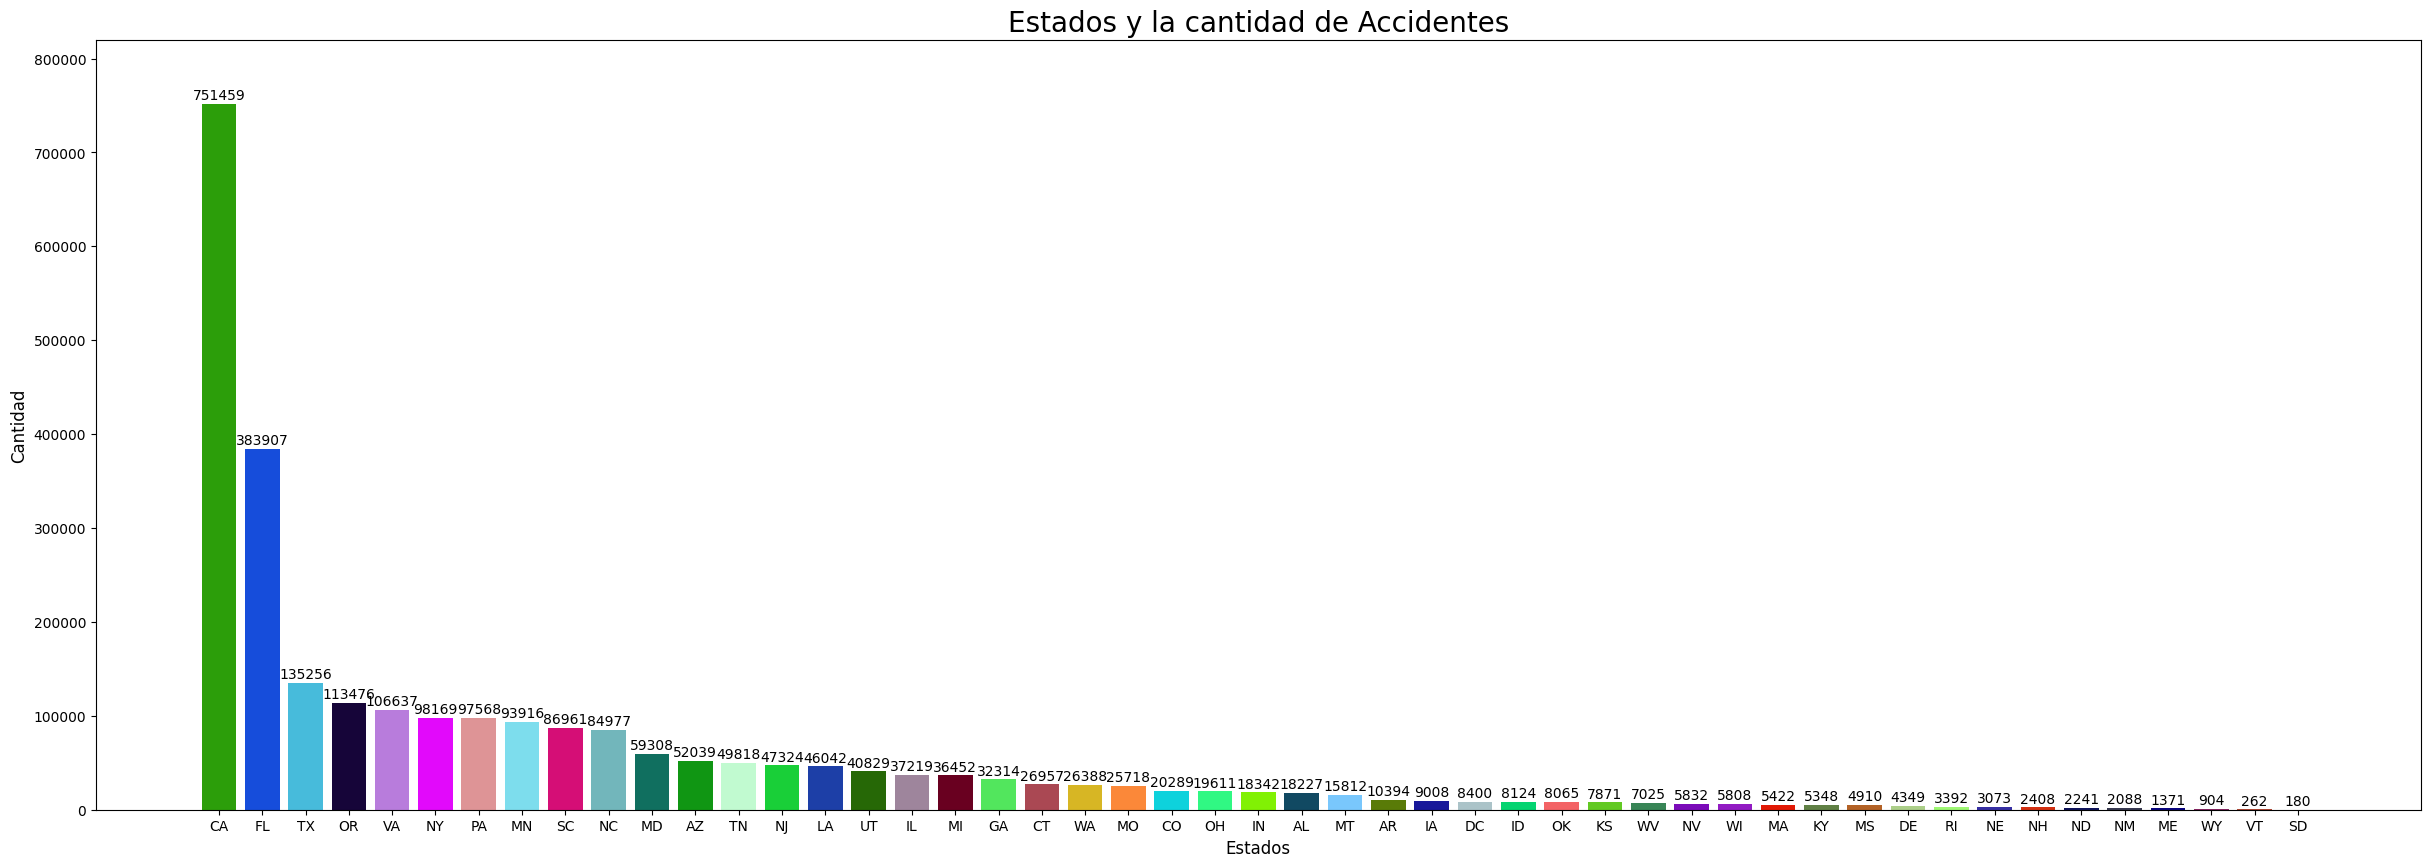 Estados y la cantidad de Accidentes
Cantidad
800000
700000
600000
500000
400000
300000
200000
100000
0
751459 383907 135256 113476 106637 98169 97568 93916 86961 84977 59308 52039 49818 47324 46042 40829 37219 36452 32314 26957 26388 25718 20289 19611 18342 18227 15812 10394 9008 8400 8124 8065 7871 7025 5832 5808 5422 5348 4910 4349 3392 3073 2408 2241 2088 1371 904 262 180
CA FL TX OR VA NY PA MN SC NC MD AZ TN NJ LA UT IL MI GA CT WA MO CO OH IN AL MT AR IA DC ID OK KS WV NV WI MA KY MS DE RI NE NH ND NM ME WY VT SD
Estados